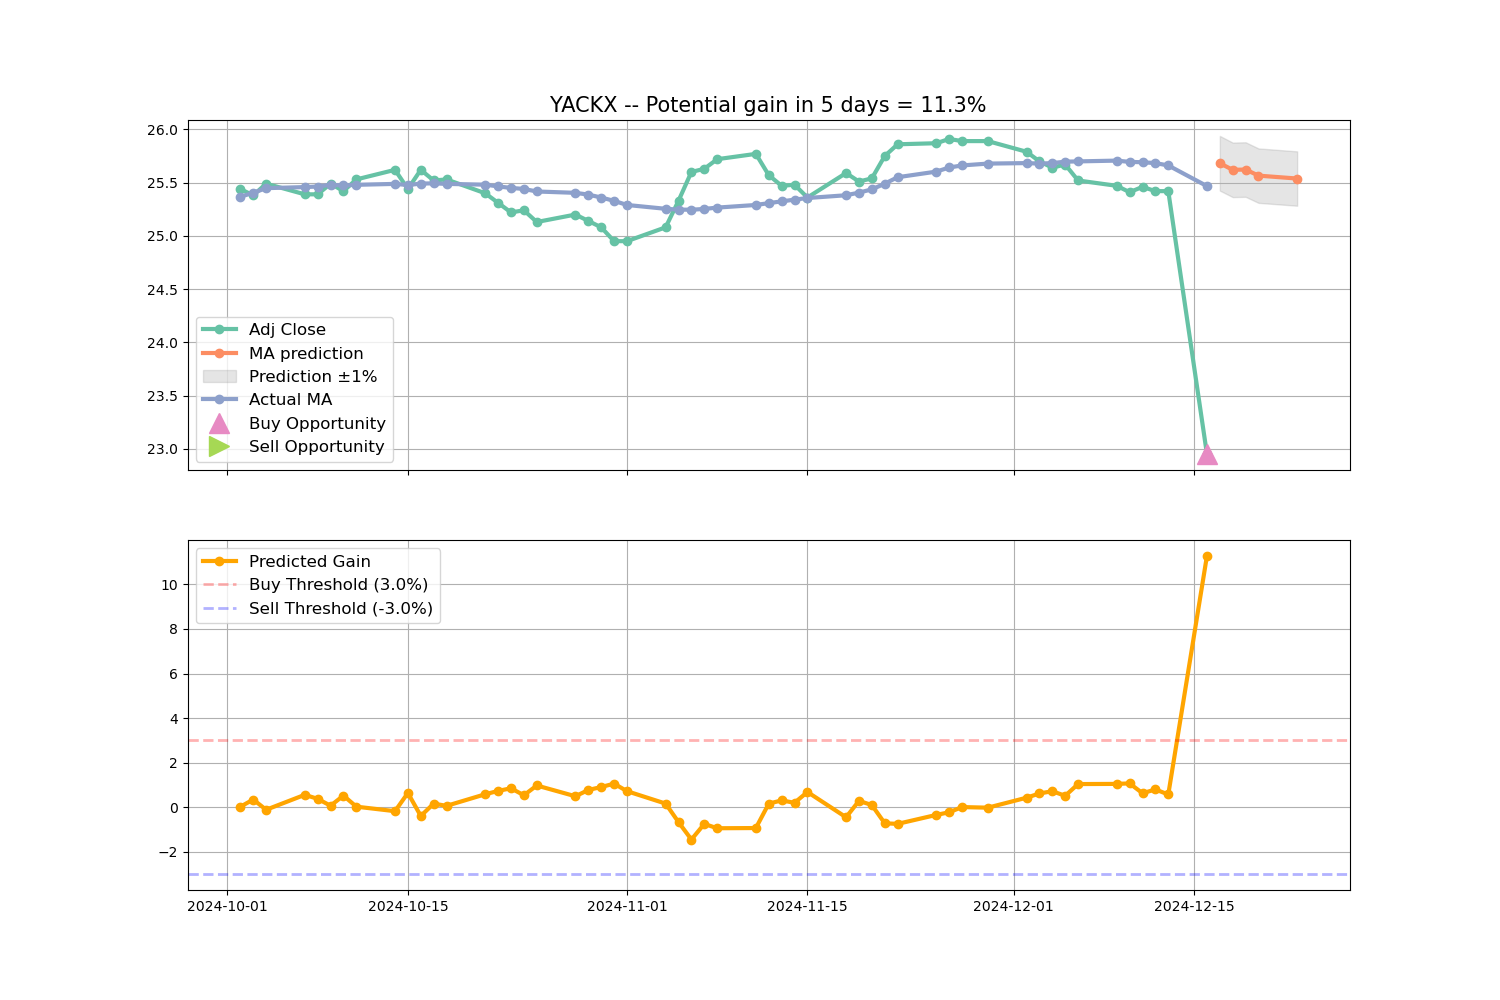 YACKX -- Potential gain in 5 days = 11.3%
26.0
25.5
25.0
24.5
24.0
23.5
23.0
Adj Close
MA prediction
Prediction ±1%
Actual MA
Buy Opportunity
Sell Opportunity
Predicted Gain
Buy Threshold (3.0%)
Sell Threshold (-3.0%)
10
8
6
4
2
0
−2
2024-10-01 2024-10-15 2024-11-01 2024-11-15 2024-12-01 2024-12-15